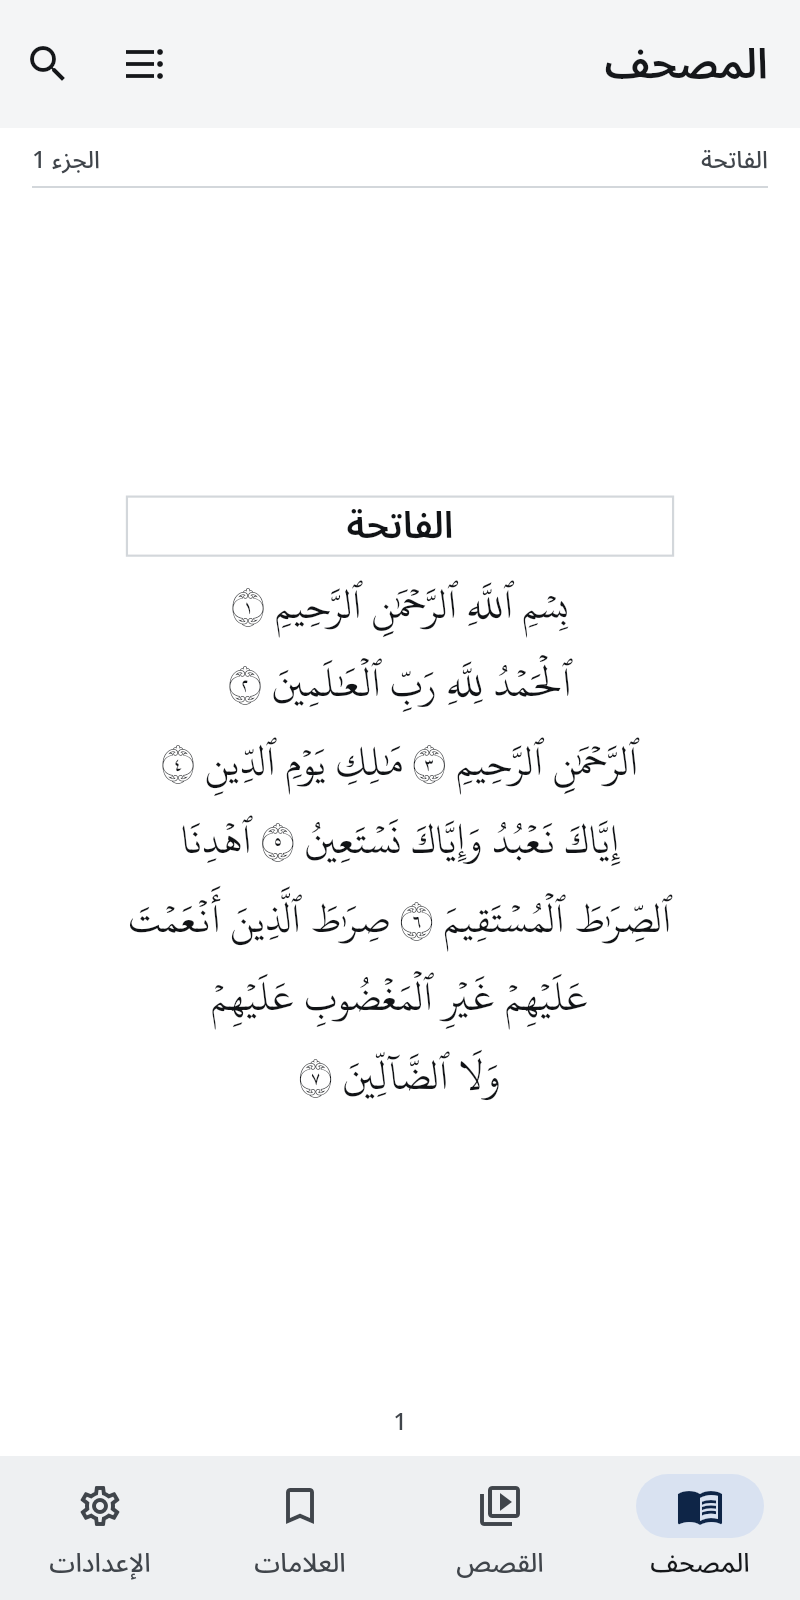 المصحف
الفاتحة
الجزء 1
الفاتحة
بِسْمِ ٱللَّهِ ٱلرَّحْمَٰنِ ٱلرَّحِيمِ ١
ٱلْحَمْدُ لِلَّهِ رَبِّ ٱلْعَٰلَمِينَ ٢
ٱلرَّحْمَٰنِ ٱلرَّحِيمِ ٣ مَٰلِكِ يَوْمِ ٱلدِّينِ ٤
إِيَّاكَ نَعْبُدُ وَإِيَّاكَ نَسْتَعِينُ ٥ ٱهْدِنَا
ٱلصِّرَٰطَ ٱلْمُسْتَقِيمَ ٦ صِرَٰطَ ٱلَّذِينَ أَنْعَمْتَ
عَلَيْهِمْ غَيْرِ ٱلْمَغْضُوبِ عَلَيْهِمْ
وَلَا ٱلضَّآلِّينَ ٧
1
المصحف
القصص
العلامات
الإعدادات